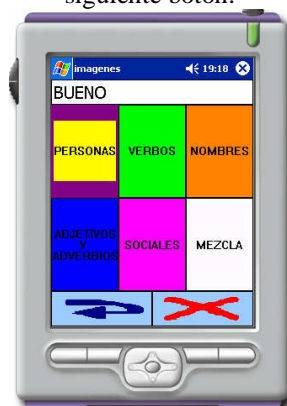 siguiente botón:
imagenes 19:18
BUENO
PERSONAS VERBOS NOMBRES
ADJETIVOS
Y
ADVERBIOS
SOCIALES MEZCLA